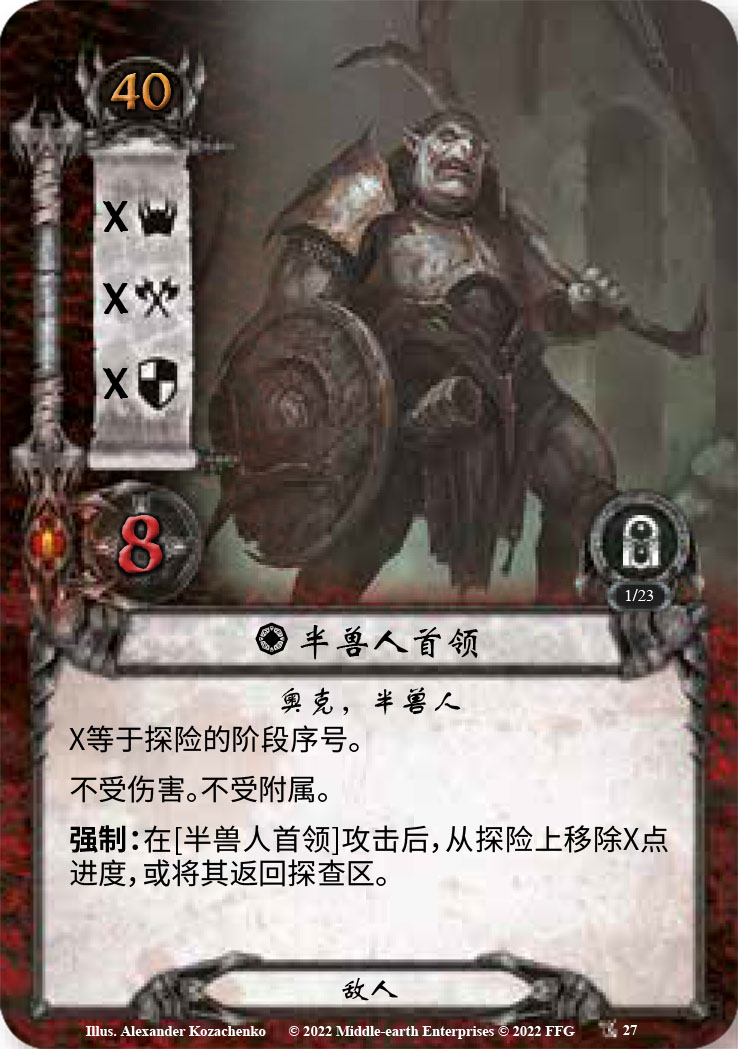 40
X
X
X
8
1/23
半兽人首领
奥克，半兽人
X等于探险的阶段序号。
不受伤害。不受附属。
强制：在[半兽人首领]攻击后，从探险上移除X点
进度，或将其返回探查区。
敌人
Illus. Alexander Kozachenko © 2022 Middle-earth Enterprises © 2022 FFG 27